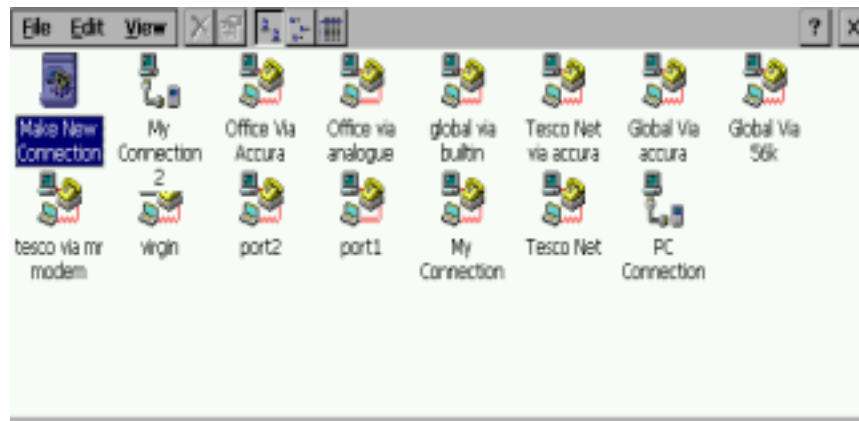 File Edit View ? X
Make New Connection
My Connection 2
Office Via Accura
Office via analogue
global via builtin
Tesco Net via accura
Global Via accura
Global Via 56k
tesco via mr modem
virgin
port2
port1
My Connection
Tesco Net
PC Connection